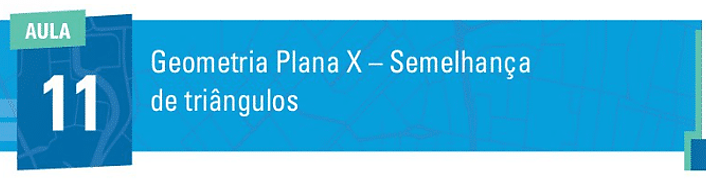 AULA
11
Geometria Plana X – Semelhança
de triângulos